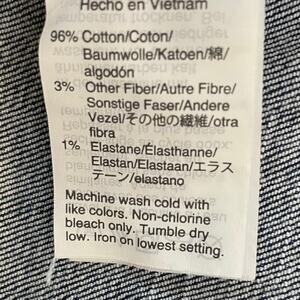 Hecho en Vietnam
96% Cotton/Coton/
Baumwolle/Katoen/綿/
algodón
3% Other Fiber/Autre Fibre/
Sonstige Faser/Andere
Vezel/その他の繊維/otra
fibra
1% Elastane/Élasthanne/
Elastan/Elastaan/エラス
テーン/elastano
Machine wash cold with
like colors. Non-chlorine
bleach only. Tumble dry
low. Iron on lowest setting.